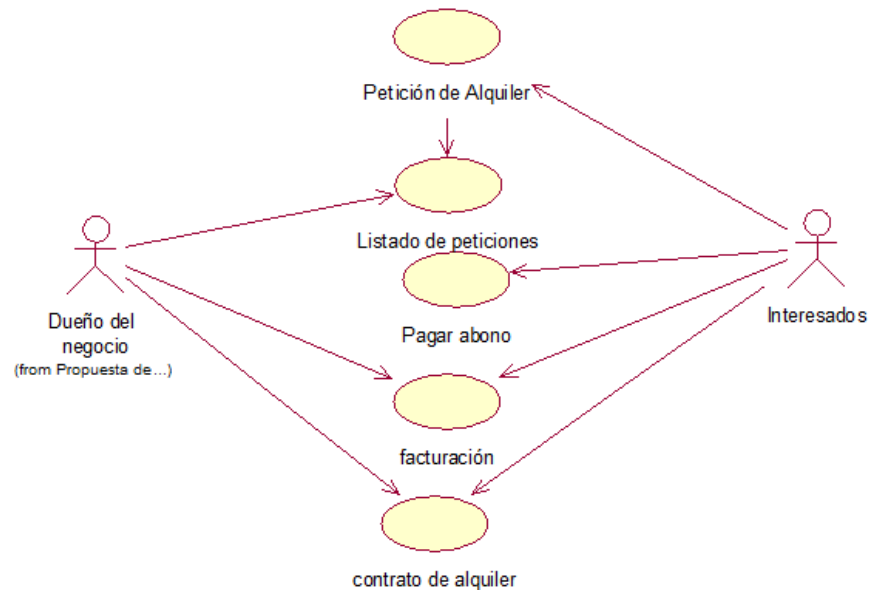 Petición de Alquiler
Listado de peticiones
Dueño del
negocio
(from Propuesta de...)
Interesados
Pagar abono
facturación
contrato de alquiler